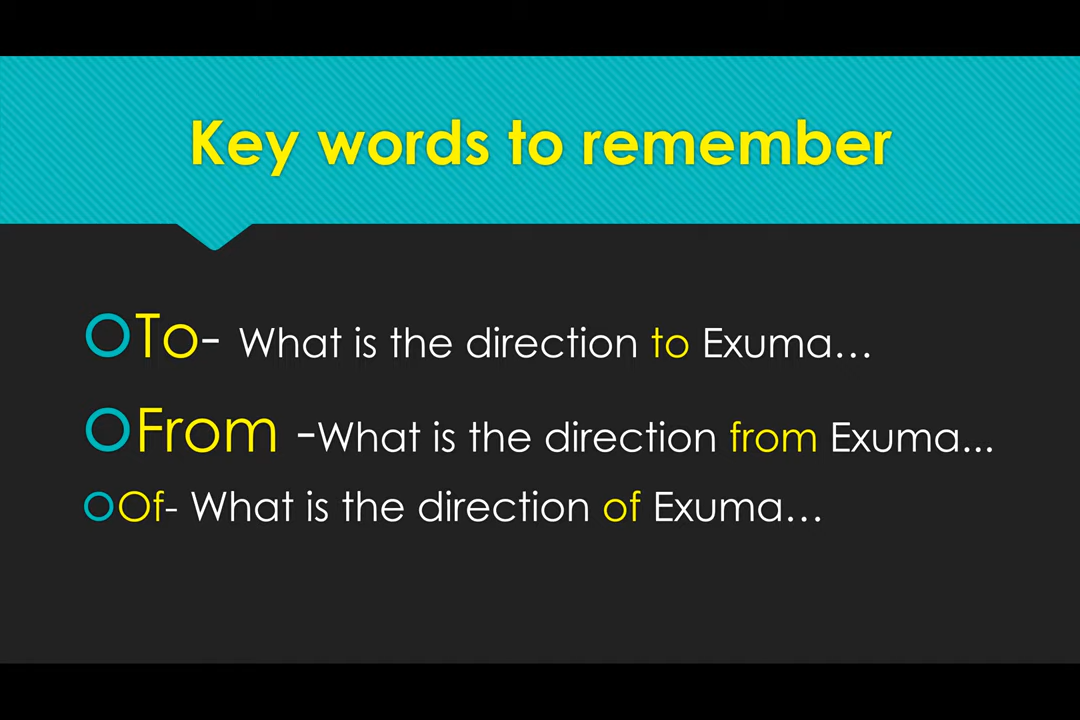 Key words to remember
To- What is the direction to Exuma…
From -What is the direction from Exuma...
Of- What is the direction of Exuma…